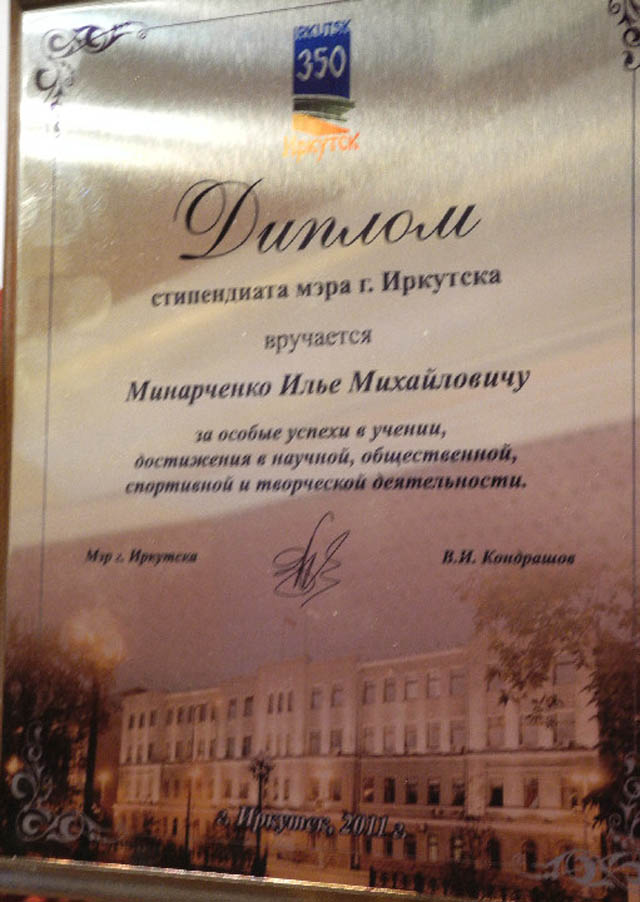 IRKUTSK
350
Иркутск
Диплом
стипендиата мэра г. Иркутска
вручается
Минарченко Илье Михайловичу
за особые успехи в учении,
достижения в научной, общественной,
спортивной и творческой деятельности.
Мэр г. Иркутска В.И. Кондрашов
г. Иркутск, 2011 г.